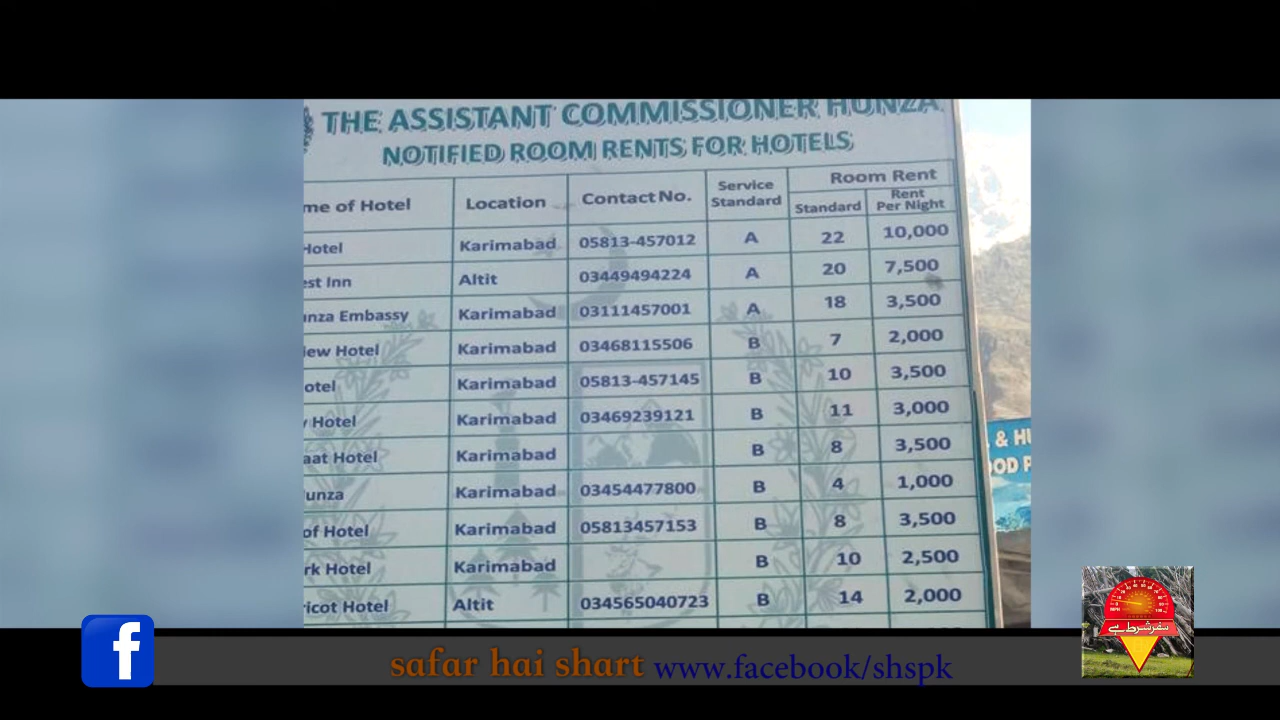 THE ASSISTANT COMMISSIONER HUNZA
NOTIFIED ROOM RENTS FOR HOTELS
me of Hotel Location Contact No. Service Standard Room Rent
Standard Rent Per Night
Hotel Karimabad 05813-457012 A 22 10,000
est Inn Altit 03449494224 A 20 7,500
unza Embassy Karimabad 03111457001 A 18 3,500
iew Hotel Karimabad 03468115506 B 7 2,000
otel Karimabad 05813-457145 B 10 3,500
y Hotel Karimabad 03469239121 B 11 3,000
aat Hotel Karimabad B 8 3,500
unza Karimabad 03454477800 B 4 1,000
of Hotel Karimabad 05813457153 B 8 3,500
rk Hotel Karimabad B 10 2,500
ricot Hotel Altit 034565040723 B 14 2,000
& HU
OOD P
f safar hai shart www.facebook/shspk
سفر شرط ہے